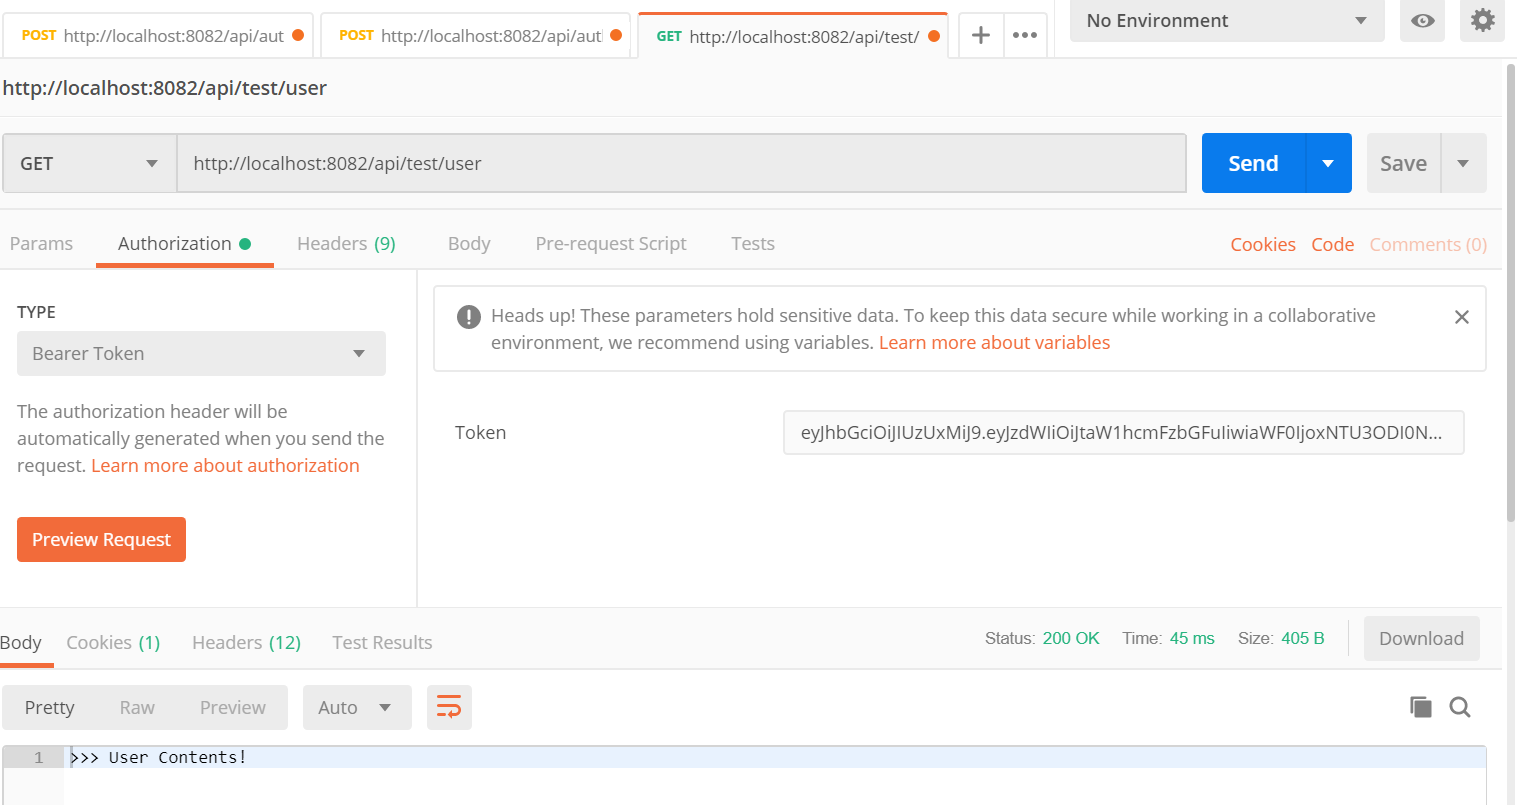 POST http://localhost:8082/api/aut
POST http://localhost:8082/api/aut
GET http://localhost:8082/api/test/
No Environment
http://localhost:8082/api/test/user
GET
http://localhost:8082/api/test/user
Send
Save
Params
Authorization
Headers (9)
Body
Pre-request Script
Tests
Cookies
Code
Comments (0)
TYPE
Bearer Token
The authorization header will be
automatically generated when you send the
request. Learn more about authorization
Preview Request
Heads up! These parameters hold sensitive data. To keep this data secure while working in a collaborative
environment, we recommend using variables. Learn more about variables
Token
eyJhbGciOiJIUzUxMiJ9.eyJzdWIiOiJtaW1hcmFzbGFuIiwiaWF0IjoxNTU3ODI0N...
Body
Cookies (1)
Headers (12)
Test Results
Status: 200 OK
Time: 45 ms
Size: 405 B
Download
Pretty
Raw
Preview
Auto
1
>>> User Contents!